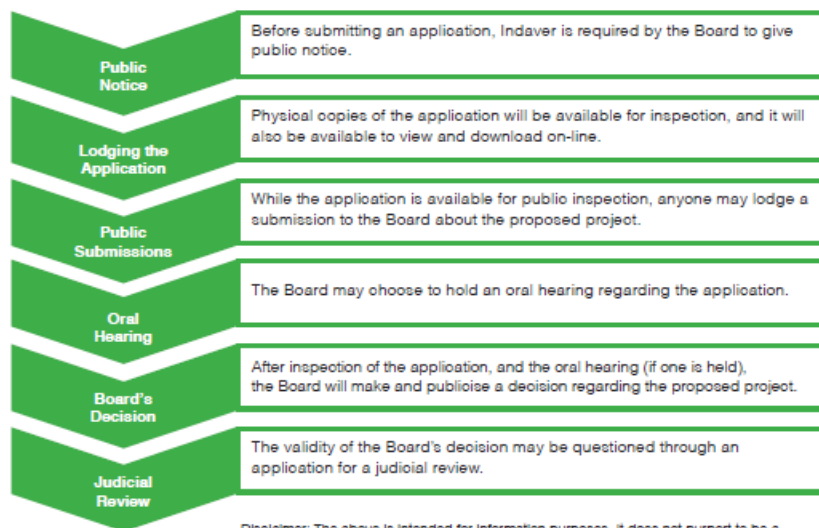 Public
Notice
Before submitting an application, Indaver is required by the Board to give
public notice.
Lodging the
Application
Physical copies of the application will be available for inspection, and it will
also be available to view and download on-line.
Public
Submissions
While the application is available for public inspection, anyone may lodge a
submission to the Board about the proposed project.
Oral
Hearing
The Board may choose to hold an oral hearing regarding the application.
Board's
Decision
After inspection of the application, and the oral hearing (if one is held),
the Board will make and publicise a decision regarding the proposed project.
Judicial
Review
The validity of the Board's decision may be questioned through an
application for a judicial review.
Disclaimer: The above is intended for information purposes. It does not purport to be a